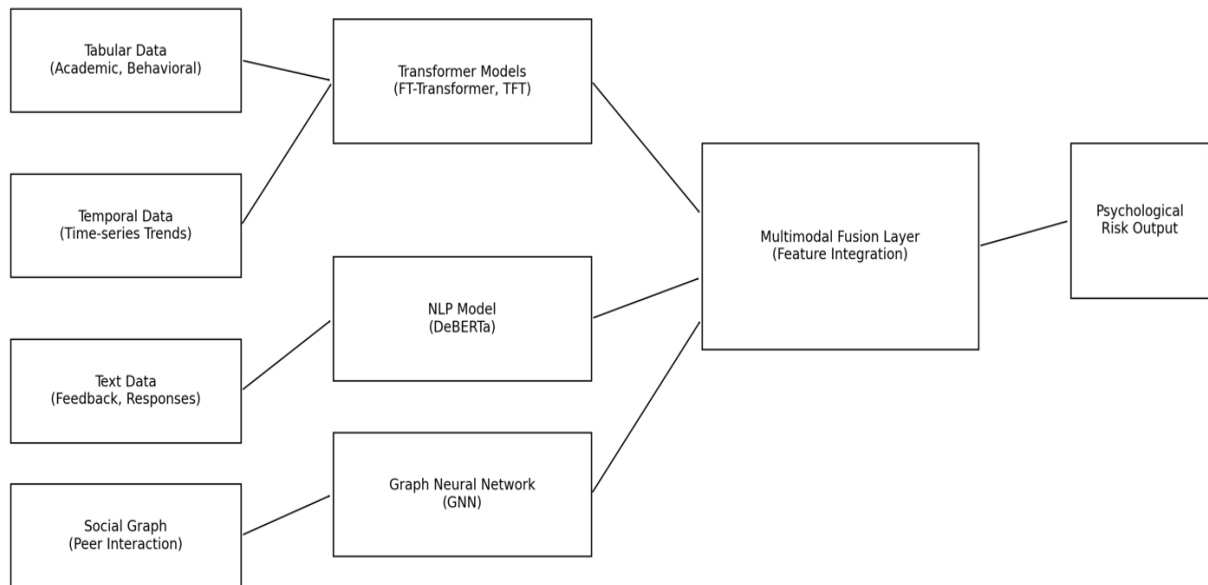 Tabular Data
(Academic, Behavioral)
Transformer Models
(FT-Transformer, TFT)
Temporal Data
(Time-series Trends)
Multimodal Fusion Layer
(Feature Integration)
Psychological
Risk Output
NLP Model
(DeBERTa)
Text Data
(Feedback, Responses)
Graph Neural Network
(GNN)
Social Graph
(Peer Interaction)